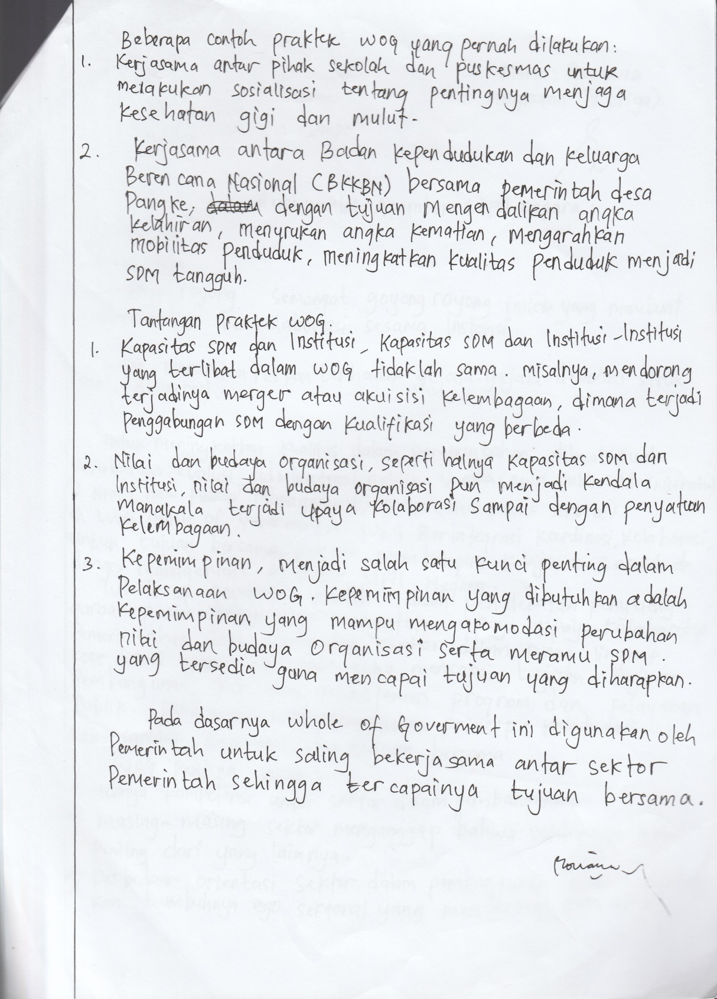 Beberapa contoh praktek WOG yang pernah dilakukan:
1. Kerjasama antar pihak sekolah dan puskesmas untuk
melakukan sosialisasi tentang pentingnya menjaga
kesehatan gigi dan mulut.
2. Kerjasama antara Badan kependudukan dan keluarga
Berencana Nasional (BKKBN) bersama pemerintah desa
Pangke, dalam dengan tujuan mengendalikan angka
kelahiran, menyrukan angka kematian, mengarahkan
mobilitas penduduk, meningkatkan kualitas penduduk menjadi
SDM tangguh.
Tantangan praktek WOG.
1. Kapasitas SDM dan Institusi, Kapasitas SDM dan Institusi-Institusi
yang terlibat dalam WOG tidaklah sama. misalnya, mendorong
terjadinya merger atau akuisisi kelembagaan, dimana terjadi
Penggabungan SDM dengan kualifikasi yang berbeda.
2. Nilai dan budaya organisasi, seperti halnya kapasitas SDM dan
Institusi, nilai dan budaya organisasi pun menjadi kendala
manakala terjadi upaya kolaborasi sampai dengan penyatuan
kelembagaan.
3. Kepemimpinan, menjadi salah satu kunci penting dalam
Pelaksanaan WOG. Kepemimpinan yang dibutuhkan adalah
kepemimpinan yang mampu mengakomodasi perubahan
nilai dan budaya Organisasi serta meramu SDM.
yang tersedia guna mencapai tujuan yang diharapkan.
Pada dasarnya whole of Goverment ini digunakan oleh
Pemerintah untuk saling bekerjasama antar sektor
Pemerintah sehingga tercapainya tujuan bersama.